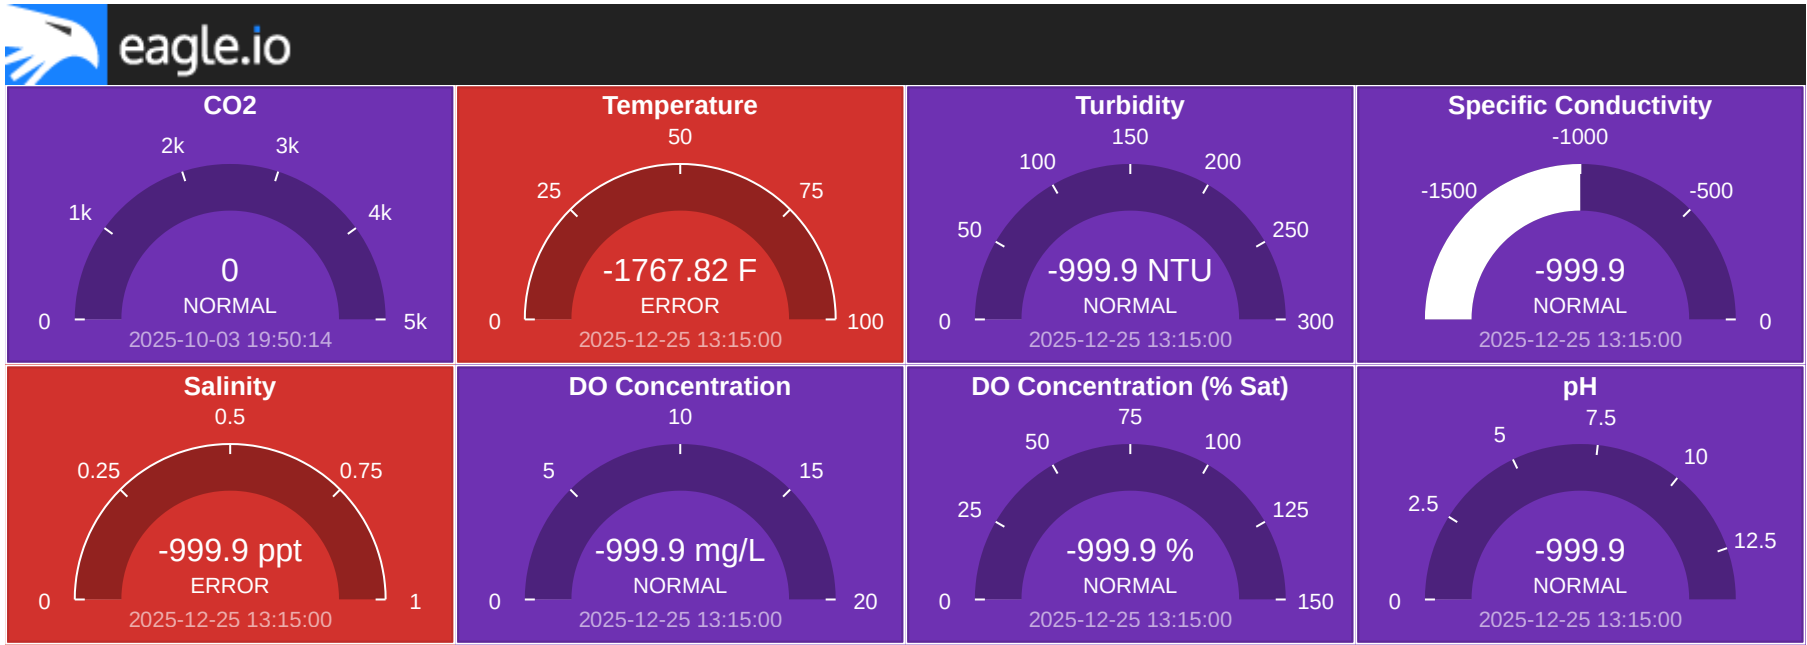 eagle.io
CO2
2k
3k
1k
4k
0
NORMAL
0
5k
2025-10-03 19:50:14
Temperature
50
25
75
-1767.82 F
ERROR
0
100
2025-12-25 13:15:00
Turbidity
150
100
200
50
250
-999.9 NTU
NORMAL
0
300
2025-12-25 13:15:00
Specific Conductivity
-1000
-1500
-500
-999.9
NORMAL
0
2025-12-25 13:15:00
Salinity
0.5
0.25
0.75
-999.9 ppt
ERROR
0
1
2025-12-25 13:15:00
DO Concentration
10
5
15
-999.9 mg/L
NORMAL
0
20
2025-12-25 13:15:00
DO Concentration (% Sat)
75
50
100
25
125
-999.9 %
NORMAL
0
150
2025-12-25 13:15:00
pH
7.5
5
10
2.5
12.5
-999.9
NORMAL
0
2025-12-25 13:15:00